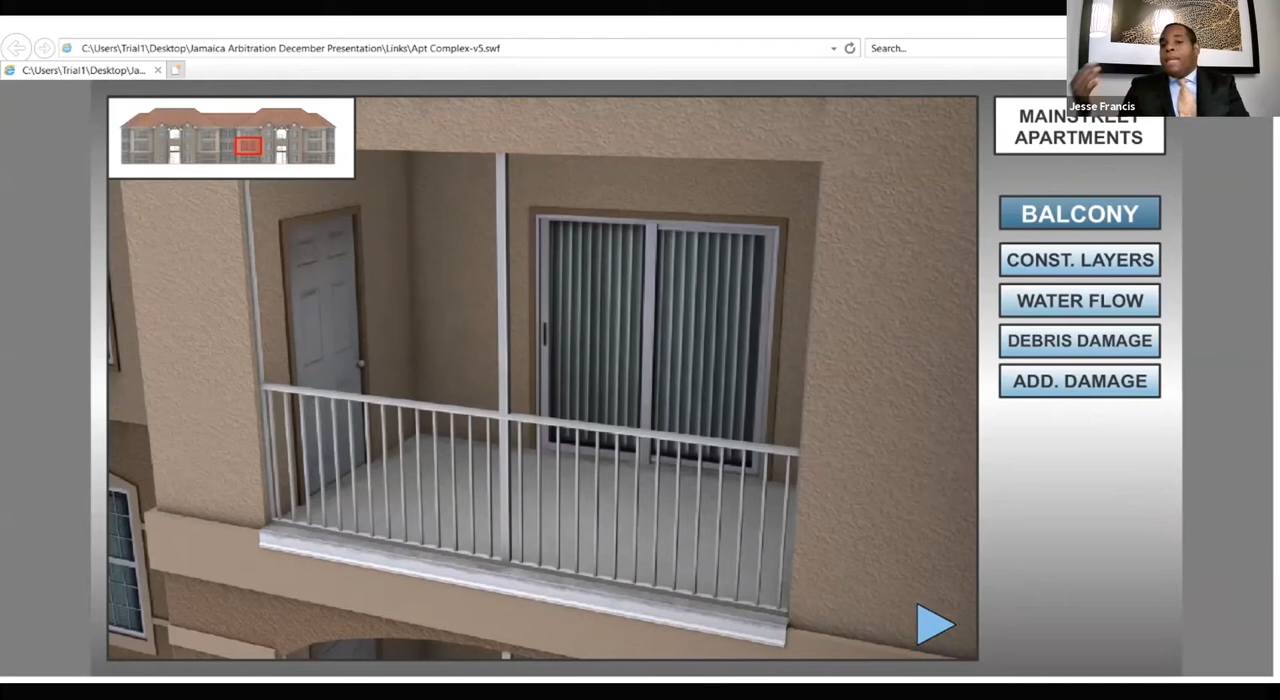 C:\Users\Trial1\Desktop\Jamaica Arbitration December Presentation\Links\Apt Complex-v5.swf
Search...
C:\Users\Trial1\Desktop\Ja...
Jesse Francis
MAINSTREET
APARTMENTS
BALCONY
CONST. LAYERS
WATER FLOW
DEBRIS DAMAGE
ADD. DAMAGE